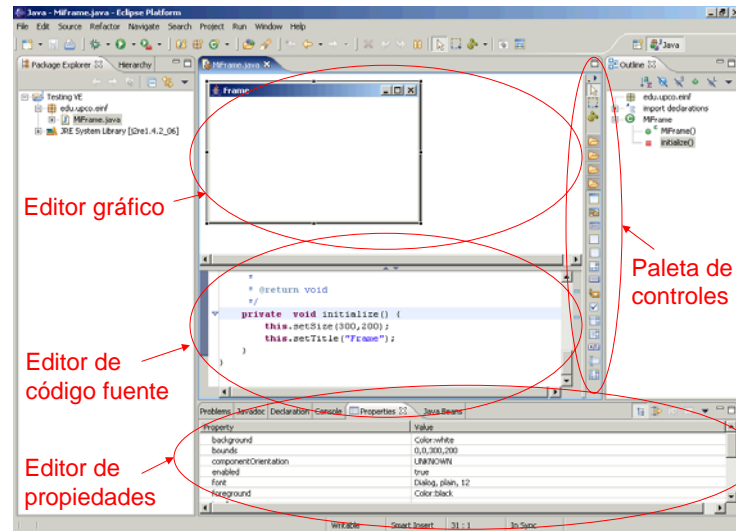 Java - MiFrame.java - Eclipse Platform
File Edit Source Refactor Navigate Search Project Run Window Help
Java
Package Explorer Hierarchy
MiFrame.java
Outline
Testing VE
edu.upco.einf
MiFrame.java
JRE System Library [j2re1.4.2_06]
Frame
edu.upco.einf
import declarations
MiFrame
MiFrame()
initialize()
Editor gráfico
Paleta de
controles
*
* @return void
*/
private void initialize() {
this.setSize(300,200);
this.setTitle("Frame");
}
}
Editor de
código fuente
Problems Javadoc Declaration Console Properties Java Beans
Property Value
background Color:white
bounds 0,0,300,200
componentOrientation UNKNOWN
enabled true
font Dialog, plain, 12
foreground Color:black
Editor de
propiedades
Writable Smart Insert 31 : 1 In Sync